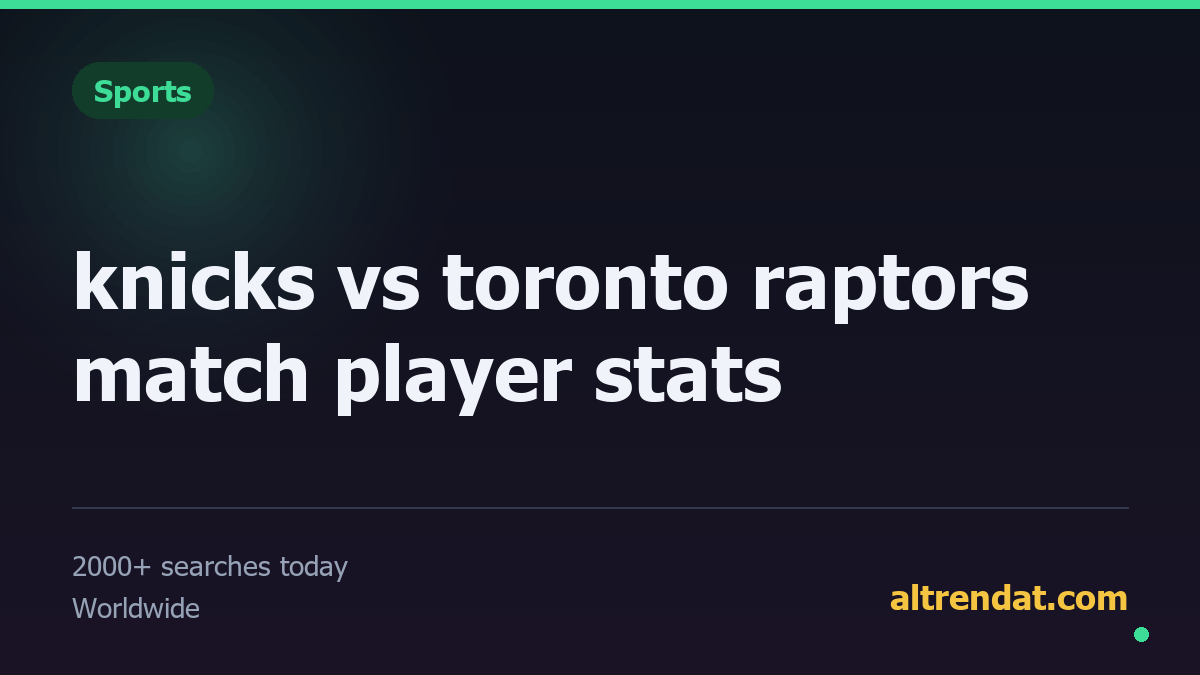 Sports
knicks vs toronto raptors
match player stats
2000+ searches today
Worldwide
altrendat.com